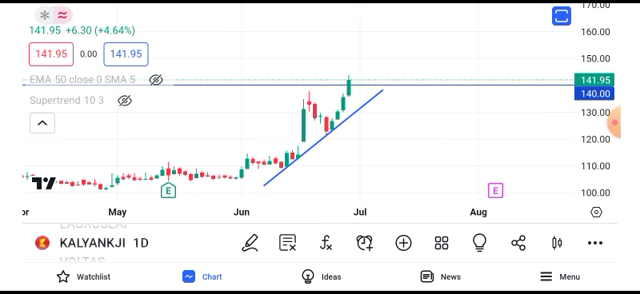 170.00
141.95 +6.30 (+4.64%)
160.00
141.95 0.00 141.95
150.00
EMA 50 close 0 SMA 5
141.95
140.00
Supertrend 10 3
130.00
120.00
110.00
E
E
100.00
May Jun Jul Aug
KALYANKJI 1D
VOLTAS
Watchlist Chart Ideas News Menu